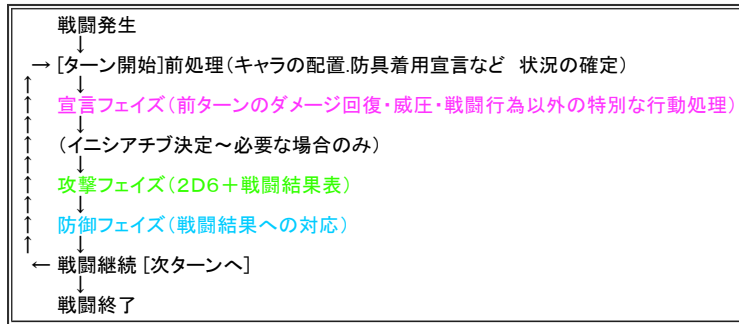 戦闘発生
↓
→ [ターン開始]前処理(キャラの配置.防具着用宣言など 状況の確定)
↑ ↓
↑ 宣言フェイズ(前ターンのダメージ回復・威圧・戦闘行為以外の特別な行動処理)
↑ ↓
↑ (イニシアチブ決定～必要な場合のみ)
↑ ↓
↑ 攻撃フェイズ(2D6+戦闘結果表)
↑ ↓
↑ 防御フェイズ(戦闘結果への対応)
↑ ↓
← 戦闘継続 [次ターンへ]
↓
戦闘終了